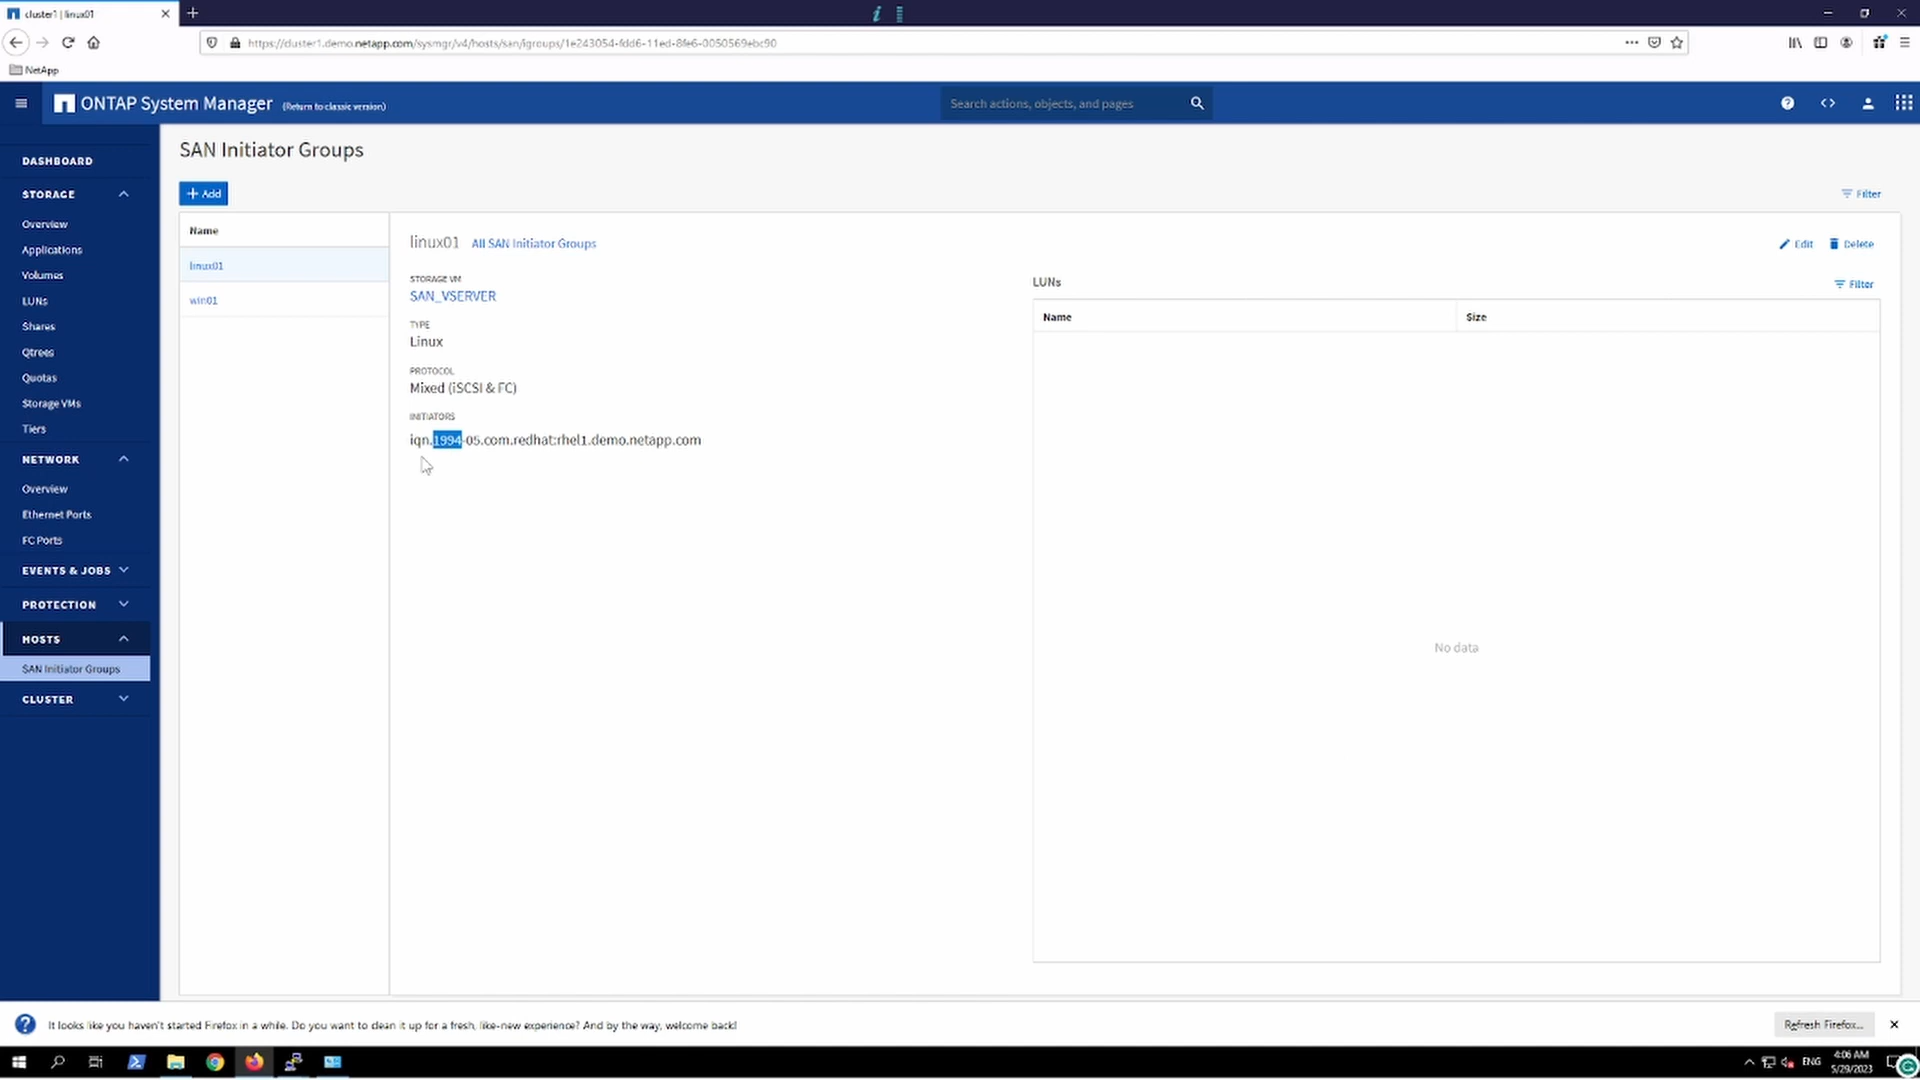 cluster1 | linux01
https://cluster1.demo.netapp.com/sysmgr/v4/hosts/san/igroups/1e243054-fdd6-11ed-8fe6-0050569ebc90
NetApp
ONTAP System Manager (Return to classic version)
Search actions, objects, and pages
DASHBOARD
STORAGE
Overview
Applications
Volumes
LUNs
Shares
Qtrees
Quotas
Storage VMs
Tiers
NETWORK
Overview
Ethernet Ports
FC Ports
EVENTS & JOBS
PROTECTION
HOSTS
SAN Initiator Groups
CLUSTER
SAN Initiator Groups
+ Add
Filter
Name
linux01
win01
linux01 All SAN Initiator Groups
Edit Delete
STORAGE VM
SAN_VSERVER
TYPE
Linux
PROTOCOL
Mixed (iSCSI & FC)
INITIATORS
iqn.1994-05.com.redhat:rhel1.demo.netapp.com
LUNs
Filter
Name Size
No data
It looks like you haven't started Firefox in a while. Do you want to clean it up for a fresh, like-new experience? And by the way, welcome back!
Refresh Firefox...
ENG
4:06 AM
5/29/2023